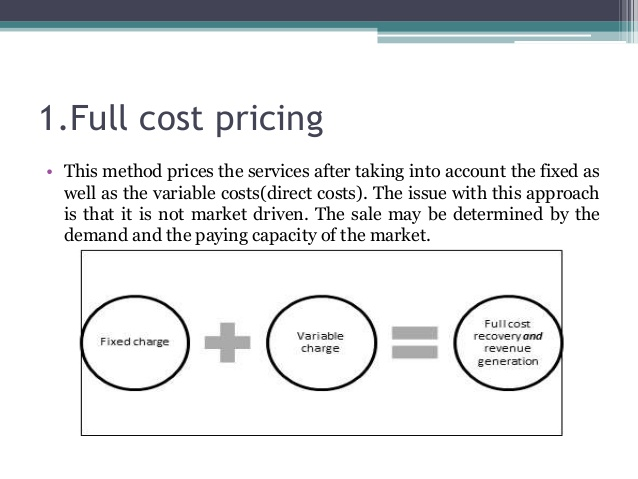 1.Full cost pricing
• This method prices the services after taking into account the fixed as
well as the variable costs(direct costs). The issue with this approach
is that it is not market driven. The sale may be determined by the
demand and the paying capacity of the market.
Fixed charge
Variable
charge
Full cost
recovery and
revenue
generation